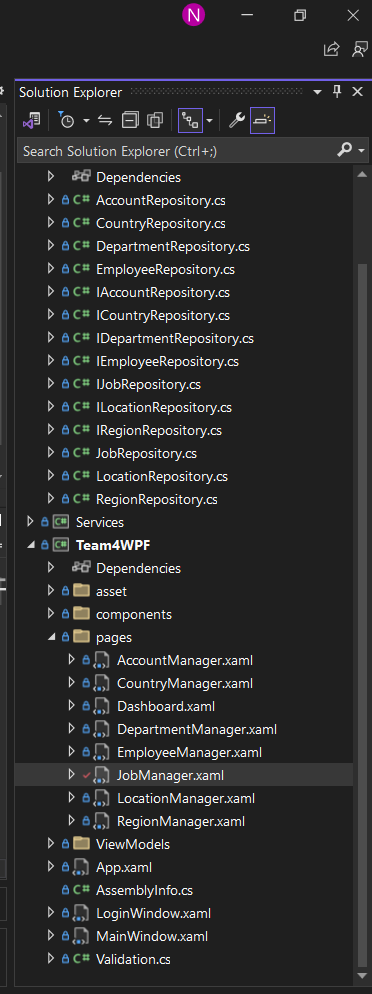 N
Solution Explorer
Search Solution Explorer (Ctrl+;)
Dependencies
C# AccountRepository.cs
C# CountryRepository.cs
C# DepartmentRepository.cs
C# EmployeeRepository.cs
C# IAccountRepository.cs
C# ICountryRepository.cs
C# IDepartmentRepository.cs
C# IEmployeeRepository.cs
C# IJobRepository.cs
C# ILocationRepository.cs
C# IRegionRepository.cs
C# JobRepository.cs
C# LocationRepository.cs
C# RegionRepository.cs
C# Services
C# Team4WPF
Dependencies
asset
components
pages
AccountManager.xaml
CountryManager.xaml
Dashboard.xaml
DepartmentManager.xaml
EmployeeManager.xaml
JobManager.xaml
LocationManager.xaml
RegionManager.xaml
ViewModels
App.xaml
C# AssemblyInfo.cs
LoginWindow.xaml
MainWindow.xaml
C# Validation.cs